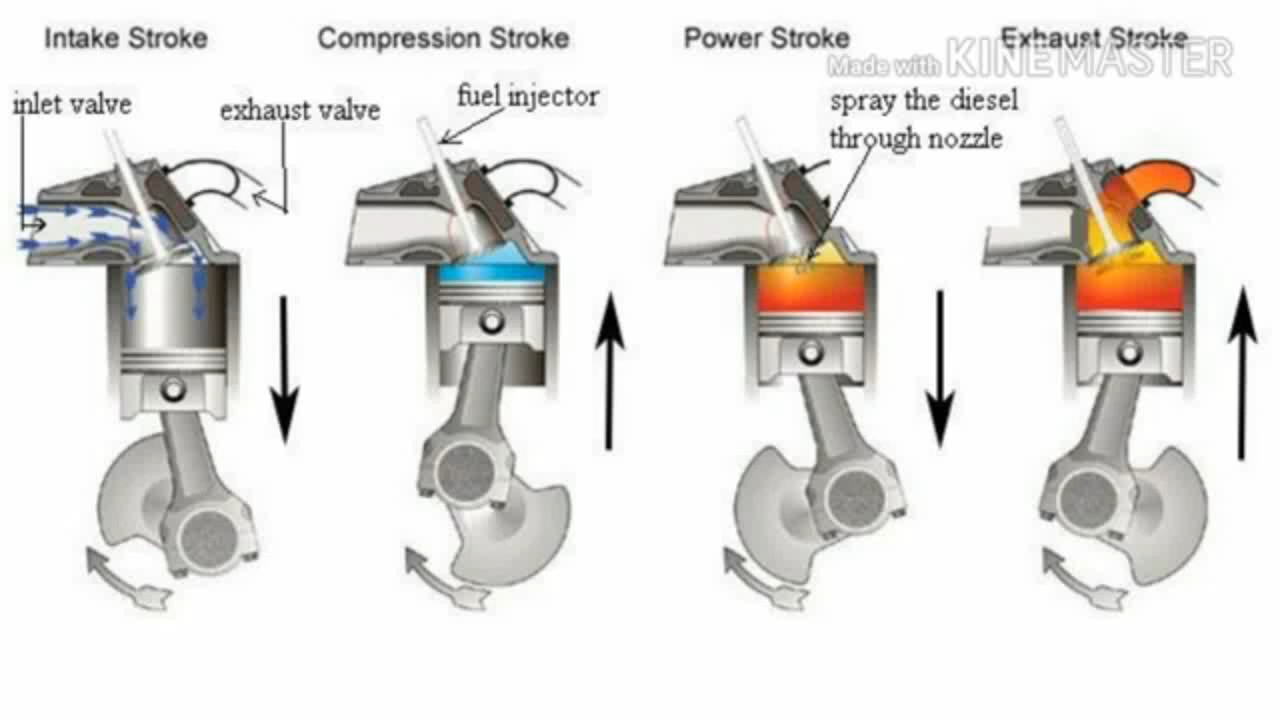 Intake Stroke
Compression Stroke
Power Stroke
Exhaust Stroke
Made with KINEMASTER
inlet valve
exhaust valve
fuel injector
spray the diesel
through nozzle